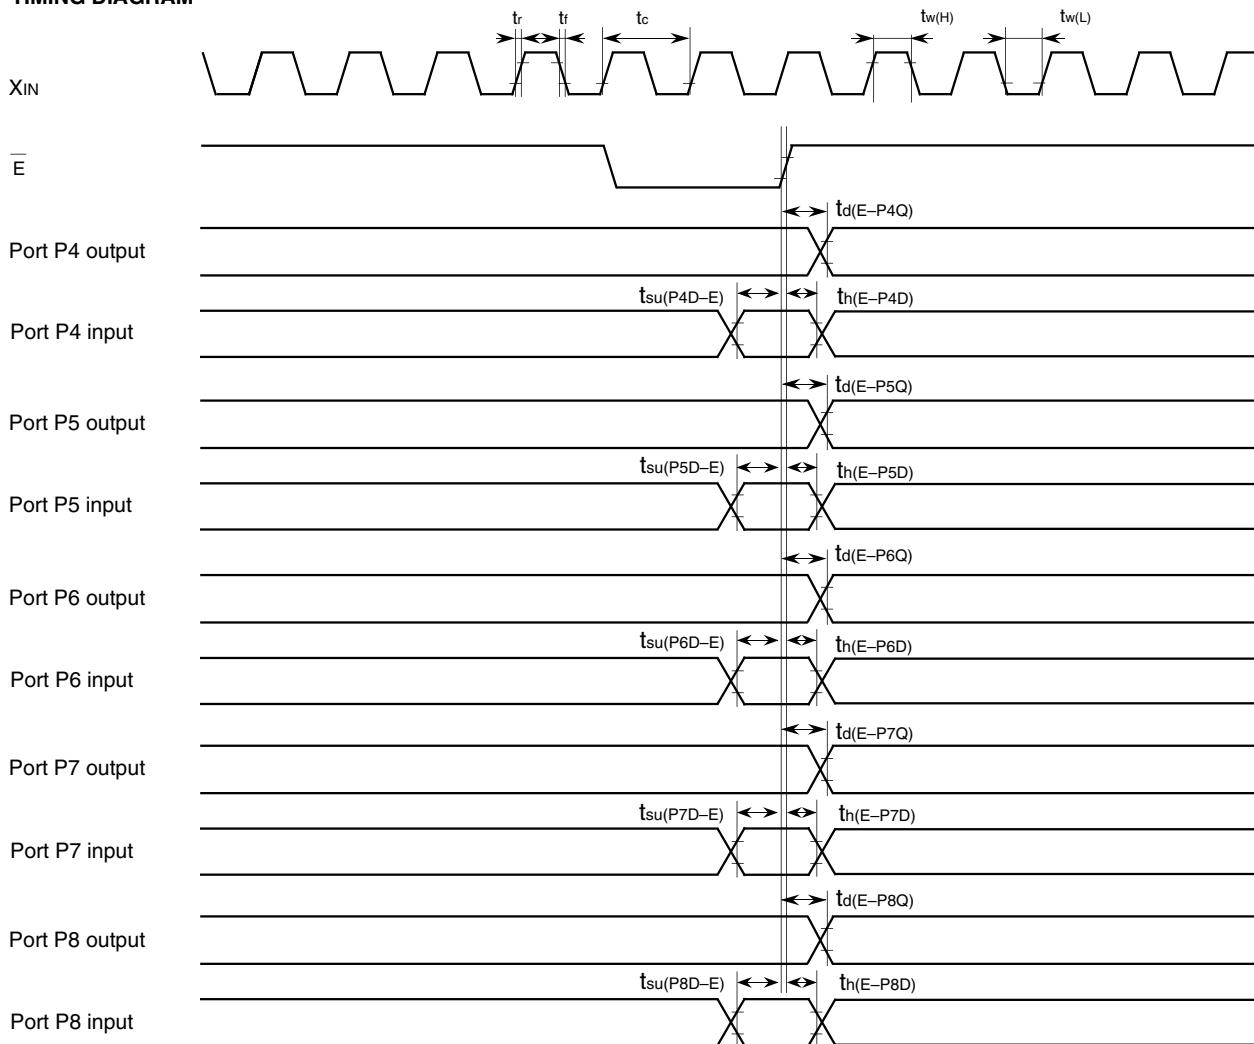 TIMING DIAGRAM
tr tf tc tw(H) tw(L)
XIN
E
td(E–P4Q)
Port P4 output
tsu(P4D–E) th(E–P4D)
Port P4 input
td(E–P5Q)
Port P5 output
tsu(P5D–E) th(E–P5D)
Port P5 input
td(E–P6Q)
Port P6 output
tsu(P6D–E) th(E–P6D)
Port P6 input
td(E–P7Q)
Port P7 output
tsu(P7D–E) th(E–P7D)
Port P7 input
td(E–P8Q)
Port P8 output
tsu(P8D–E) th(E–P8D)
Port P8 input